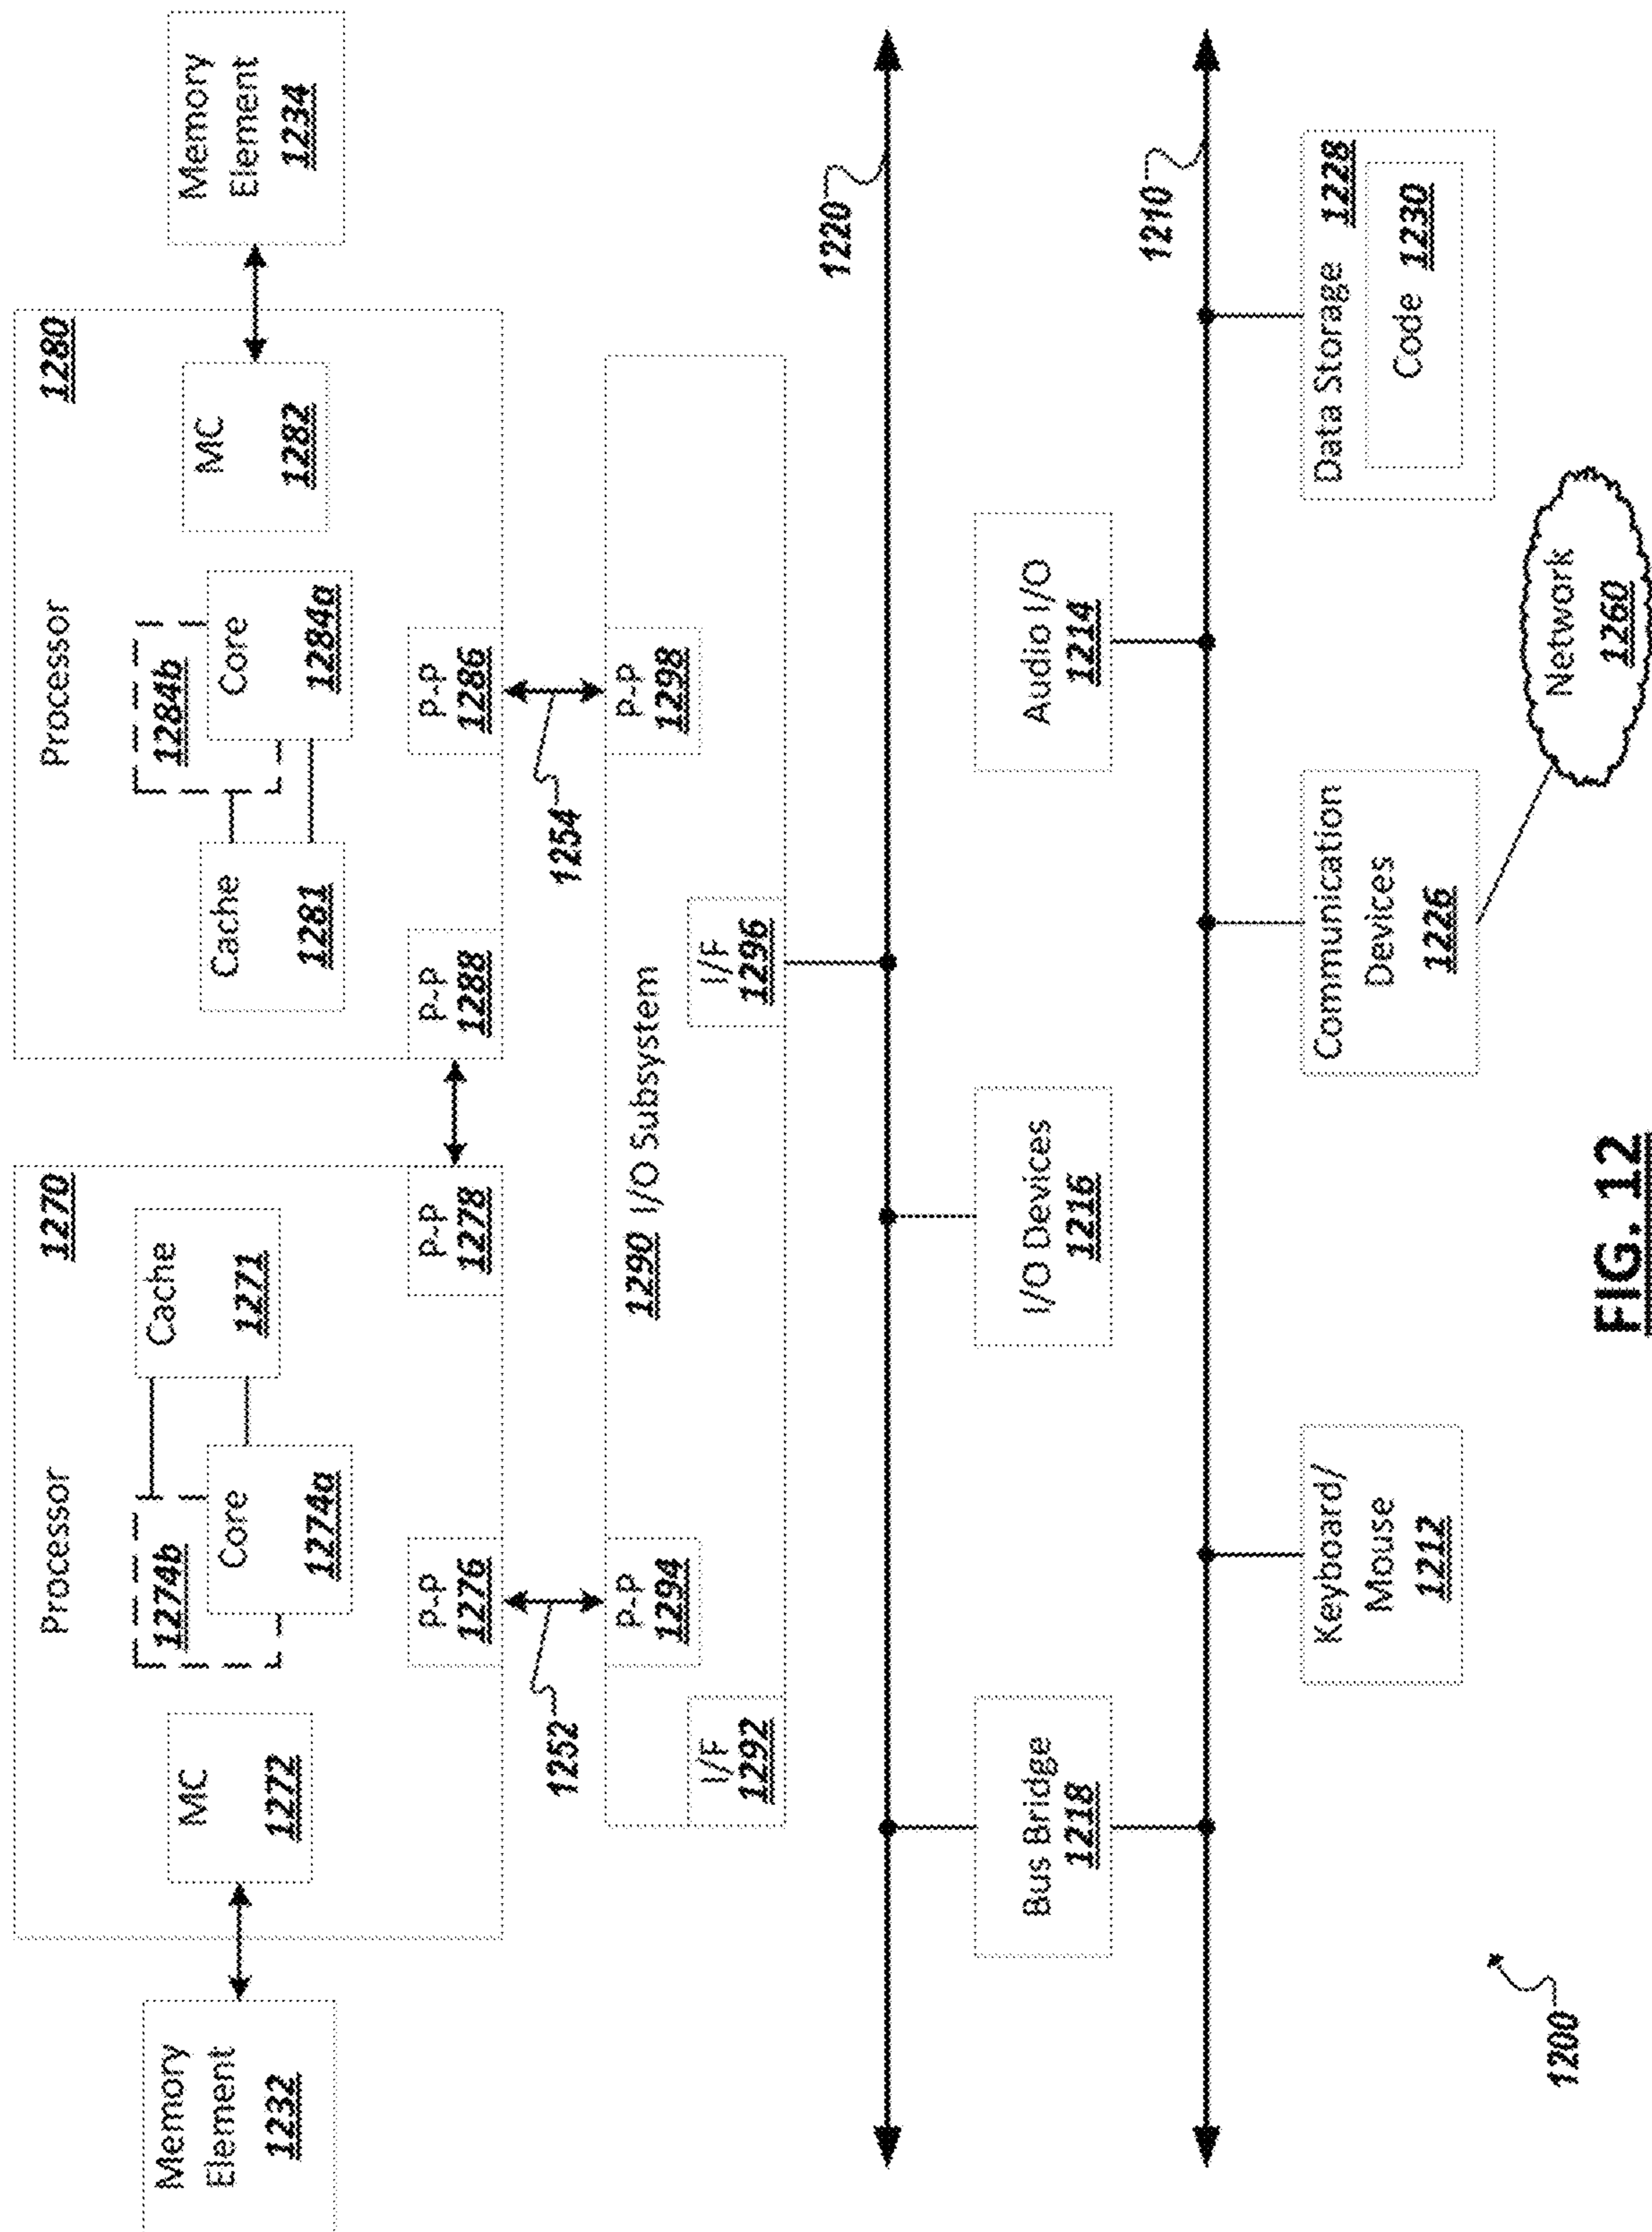 Processor
1270
MC
1272
1274b
Core
1274a
Cache
1271
P-P
1276
P-P
1278
Memory
Element
1232
Processor
1280
Cache
1281
1284b
Core
1284a
MC
1282
P-P
1288
P-P
1286
Memory
Element
1234
1252
1254
1290 I/O Subsystem
P-P
1294
P-P
1298
I/F
1292
I/F
1296
1220
Bus Bridge
1218
I/O Devices
1216
Audio I/O
1214
1210
Keyboard/
Mouse
1212
Communication
Devices
1226
Data Storage 1228
Code 1230
Network
1260
1200
FIG. 12